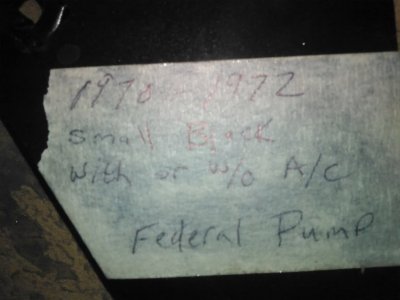 1970 - 1972
Small Block
With or W/o A/C
Federal Pump